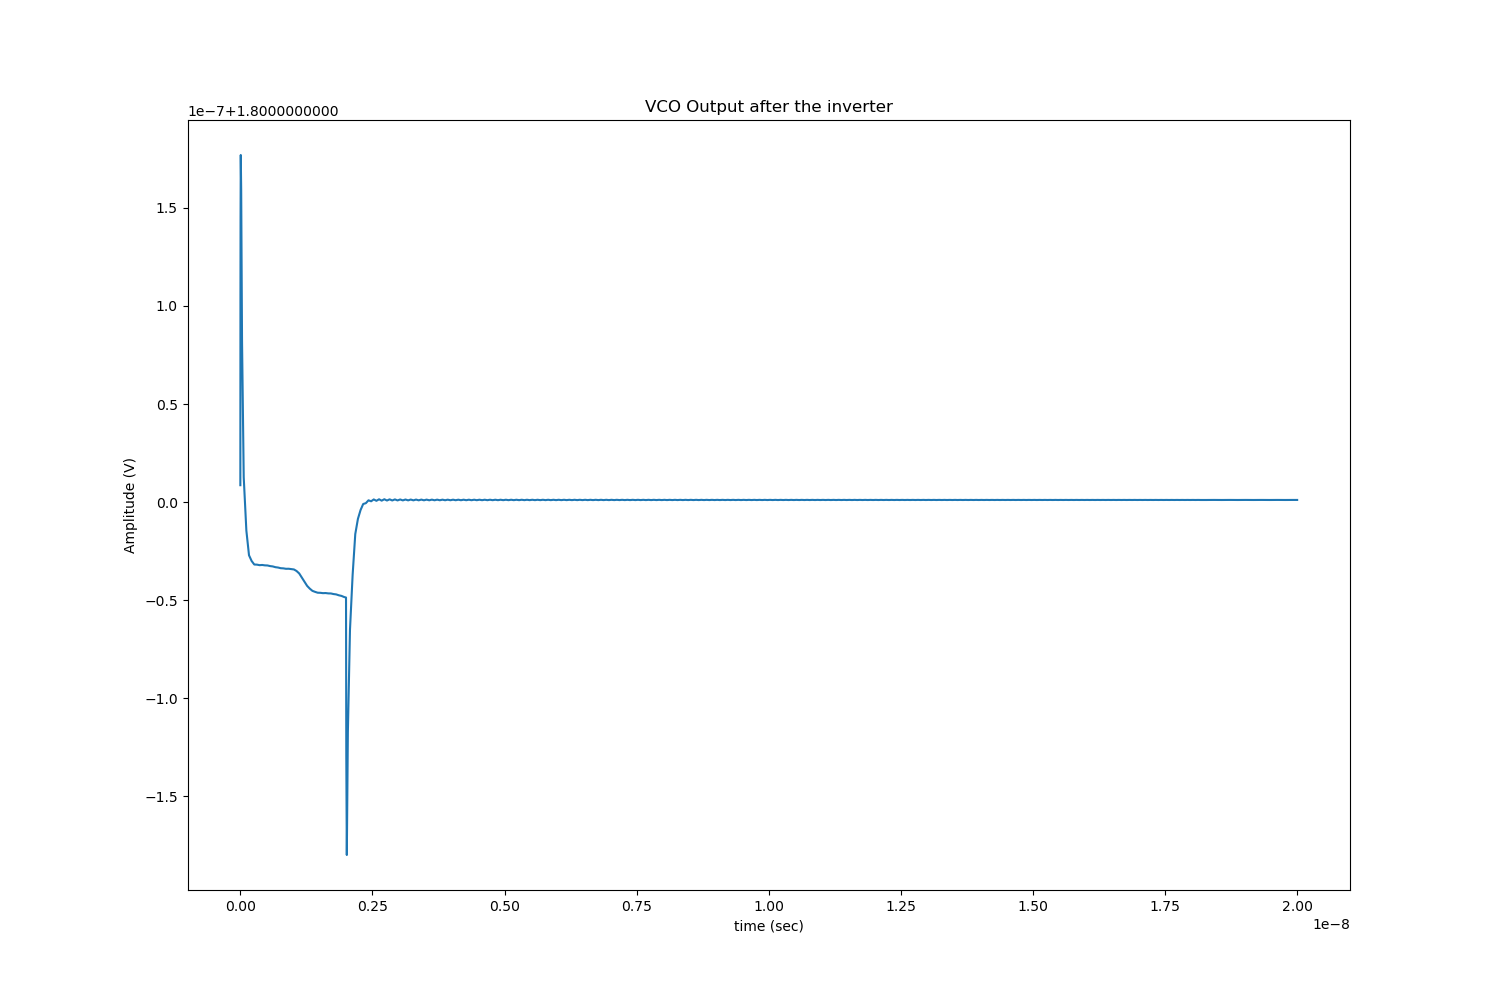 VCO Output after the inverter
1e−7+1.8000000000
1.5
1.0
0.5
0.0
−0.5
−1.0
−1.5
Amplitude (V)
0.00 0.25 0.50 0.75 1.00 1.25 1.50 1.75 2.00
1e−8
time (sec)